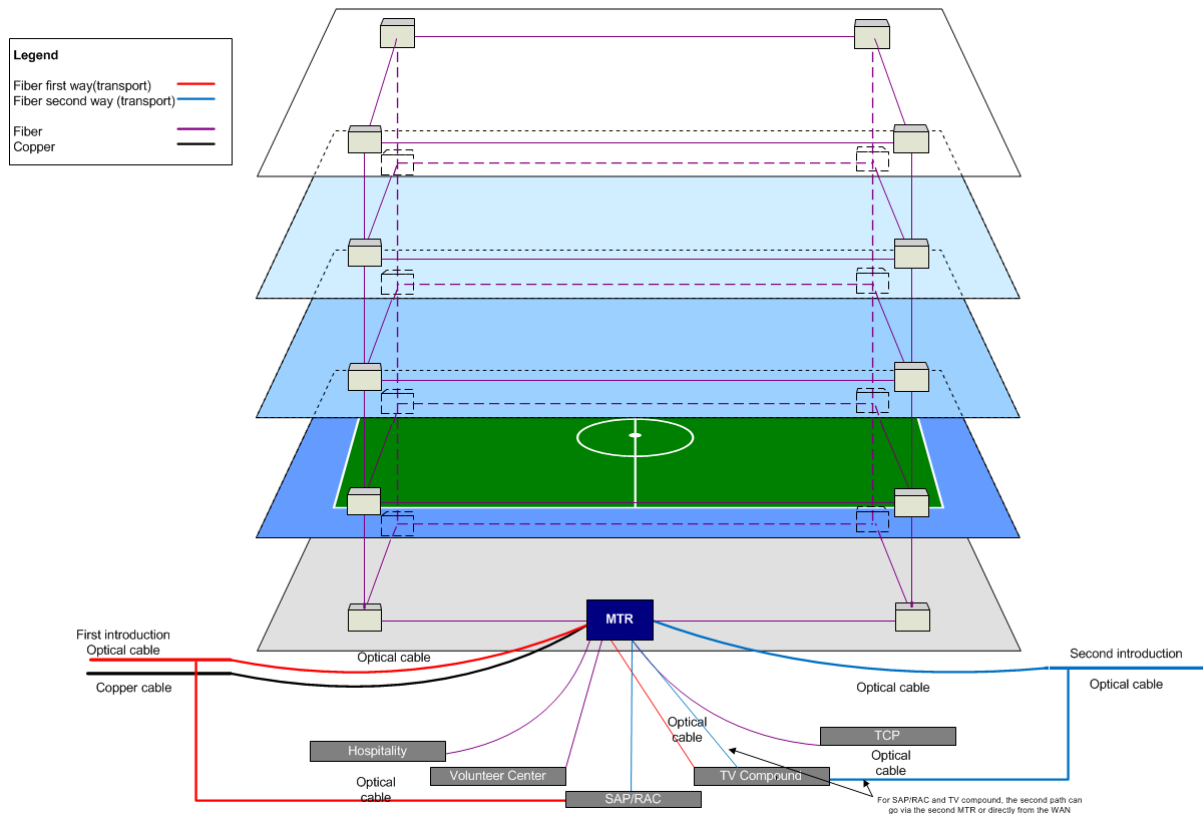 Legend
Fiber first way(transport)
Fiber second way (transport)
Fiber
Copper
MTR
First introduction
Optical cable
Optical cable
Copper cable
Second introduction
Optical cable
Optical cable
Optical
cable
TCP
Optical
cable
Hospitality
Volunteer Center
TV Compound
Optical
cable
SAP/RAC
For SAP/RAC and TV compound, the second path can
go via the second MTR or directly from the WAN